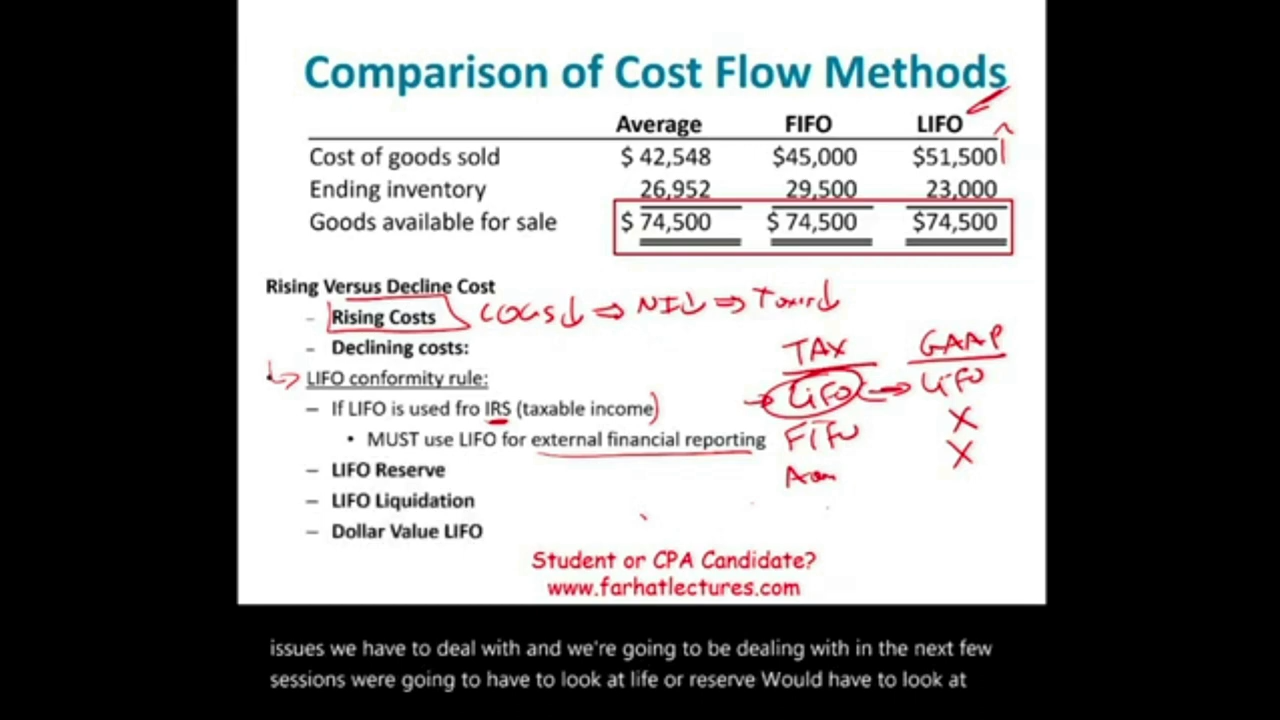 Comparison of Cost Flow Methods
Average FIFO LIFO
Cost of goods sold $ 42,548 $45,000 $51,500
Ending inventory 26,952 29,500 23,000
Goods available for sale $ 74,500 $ 74,500 $74,500
Rising Versus Decline Cost
– Rising Costs COGS↓ ⇒ NI↓ ⇒ Taxes↓
– Declining costs:
TAX GAAP
• LIFO conformity rule:
LIFO → LIFO
– If LIFO is used fro IRS (taxable income)
FIFO X
• MUST use LIFO for external financial reporting
X
– LIFO Reserve
– LIFO Liquidation
– Dollar Value LIFO
Student or CPA Candidate?
www.farhatlectures.com
issues we have to deal with and we're going to be dealing with in the next few
sessions were going to have to look at life or reserve Would have to look at